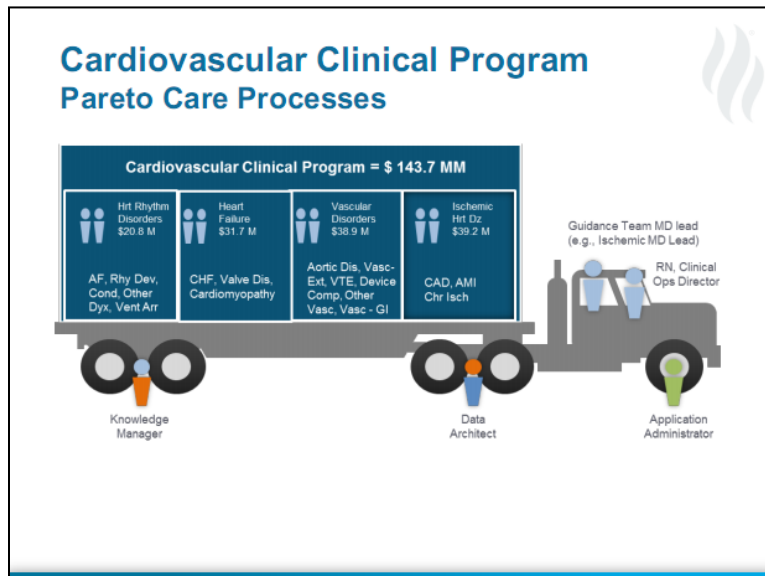 Cardiovascular Clinical Program
Pareto Care Processes
Cardiovascular Clinical Program = $ 143.7 MM
Hrt Rhythm
Disorders
$20.8 M
AF, Rhy Dev,
Cond, Other
Dyx, Vent Arr
Heart
Failure
$31.7 M
CHF, Valve Dis,
Cardiomyopathy
Vascular
Disorders
$38.9 M
Aortic Dis, Vasc-
Ext, VTE, Device
Comp, Other
Vasc, Vasc - GI
Ischemic
Hrt Dz
$39.2 M
CAD, AMI
Chr Isch
Guidance Team MD lead
(e.g., Ischemic MD Lead)
RN, Clinical
Ops Director
Knowledge
Manager
Data
Architect
Application
Administrator